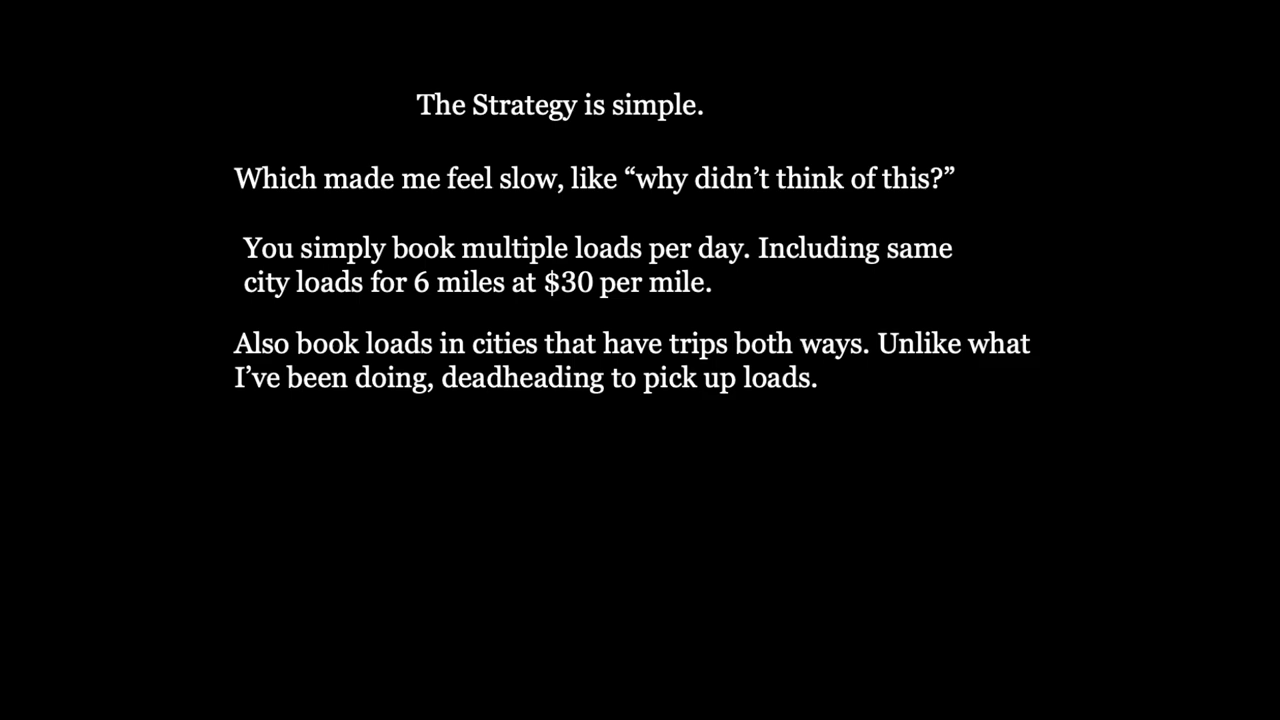 The Strategy is simple.
Which made me feel slow, like “why didn’t think of this?”
You simply book multiple loads per day. Including same
city loads for 6 miles at $30 per mile.
Also book loads in cities that have trips both ways. Unlike what
I’ve been doing, deadheading to pick up loads.